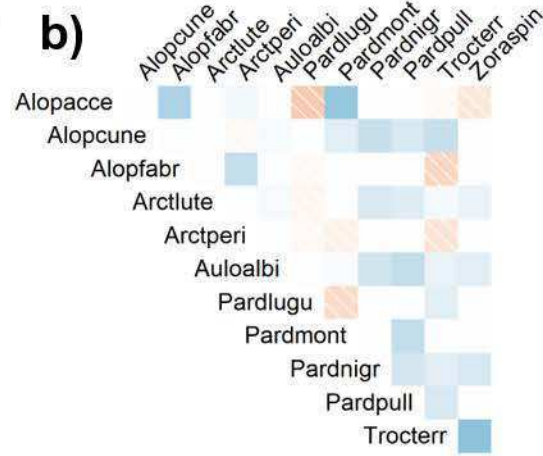 b)
Alopcune
Alopfabr
Arctlute
Arctperi
Auloalbi
Pardlugu
Pardmont
Pardnigr
Pardpull
Trocterr
Zoraspin
Alopacce
Alopcune
Alopfabr
Arctlute
Arctperi
Auloalbi
Pardlugu
Pardmont
Pardnigr
Pardpull
Trocterr